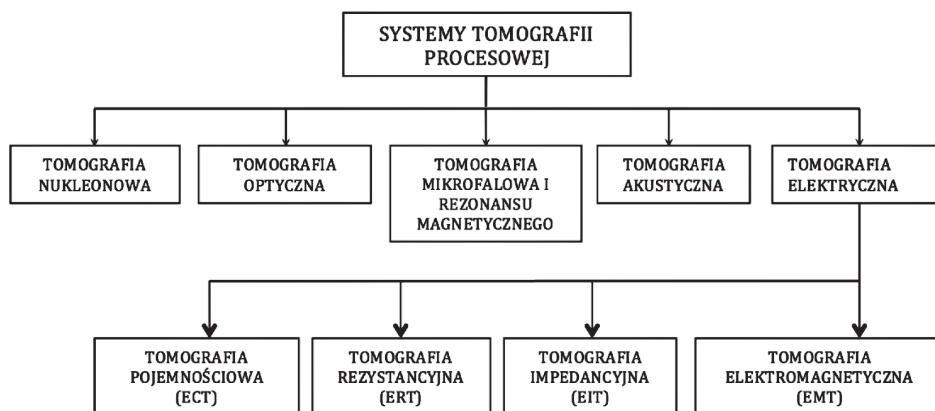 SYSTEMY TOMOGRAFII
PROCESOWEJ
TOMOGRAFIA
NUKLEONOWA
TOMOGRAFIA
OPTYCZNA
TOMOGRAFIA
MIKROFALOWA I
REZONANSU
MAGNETYCZNEGO
TOMOGRAFIA
AKUSTYCZNA
TOMOGRAFIA
ELEKTRYCZNA
TOMOGRAFIA
POJEMNOŚCIOWA
(ECT)
TOMOGRAFIA
REZYSTANCYJNA
(ERT)
TOMOGRAFIA
IMPEDANCYJNA
(EIT)
TOMOGRAFIA
ELEKTROMAGNETYCZNA
(EMT)